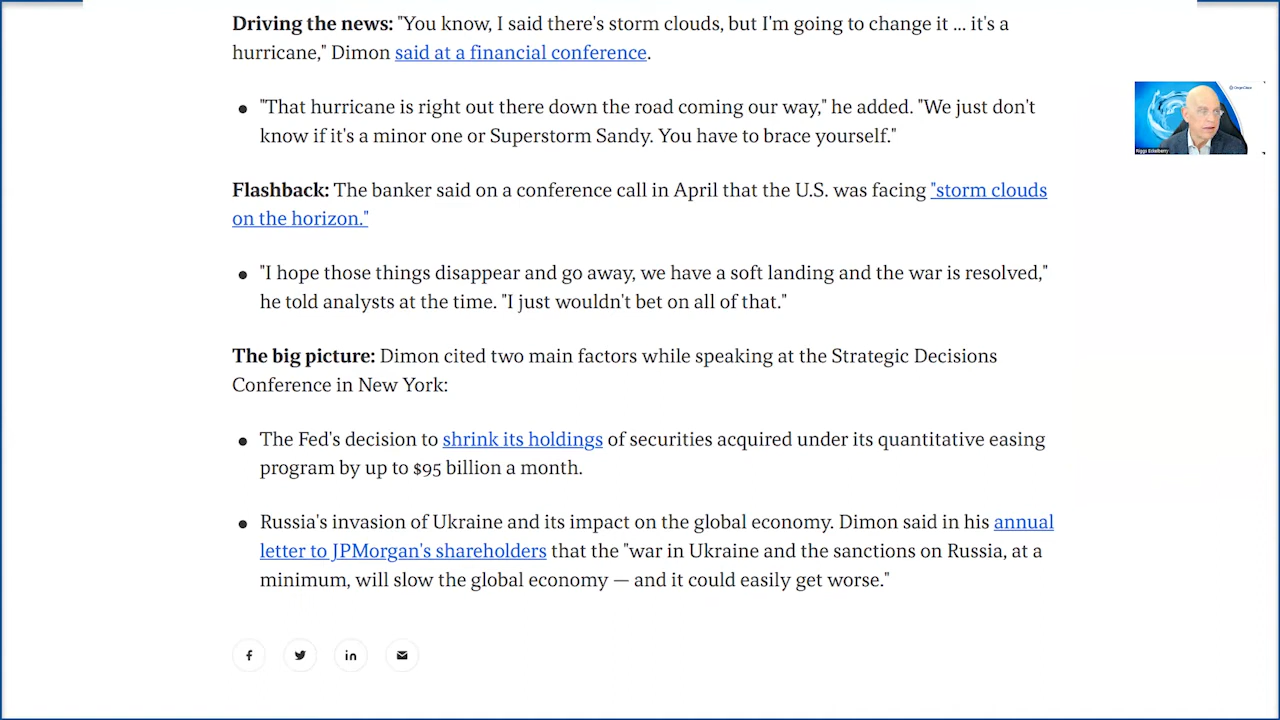 Driving the news: "You know, I said there's storm clouds, but I'm going to change it ... it's a
hurricane," Dimon said at a financial conference.
"That hurricane is right out there down the road coming our way," he added. "We just don't
know if it's a minor one or Superstorm Sandy. You have to brace yourself."
Flashback: The banker said on a conference call in April that the U.S. was facing "storm clouds
on the horizon."
"I hope those things disappear and go away, we have a soft landing and the war is resolved,"
he told analysts at the time. "I just wouldn't bet on all of that."
The big picture: Dimon cited two main factors while speaking at the Strategic Decisions
Conference in New York:
The Fed's decision to shrink its holdings of securities acquired under its quantitative easing
program by up to $95 billion a month.
Russia's invasion of Ukraine and its impact on the global economy. Dimon said in his annual
letter to JPMorgan's shareholders that the "war in Ukraine and the sanctions on Russia, at a
minimum, will slow the global economy — and it could easily get worse."
OriginClear
Riggs Eckelberry